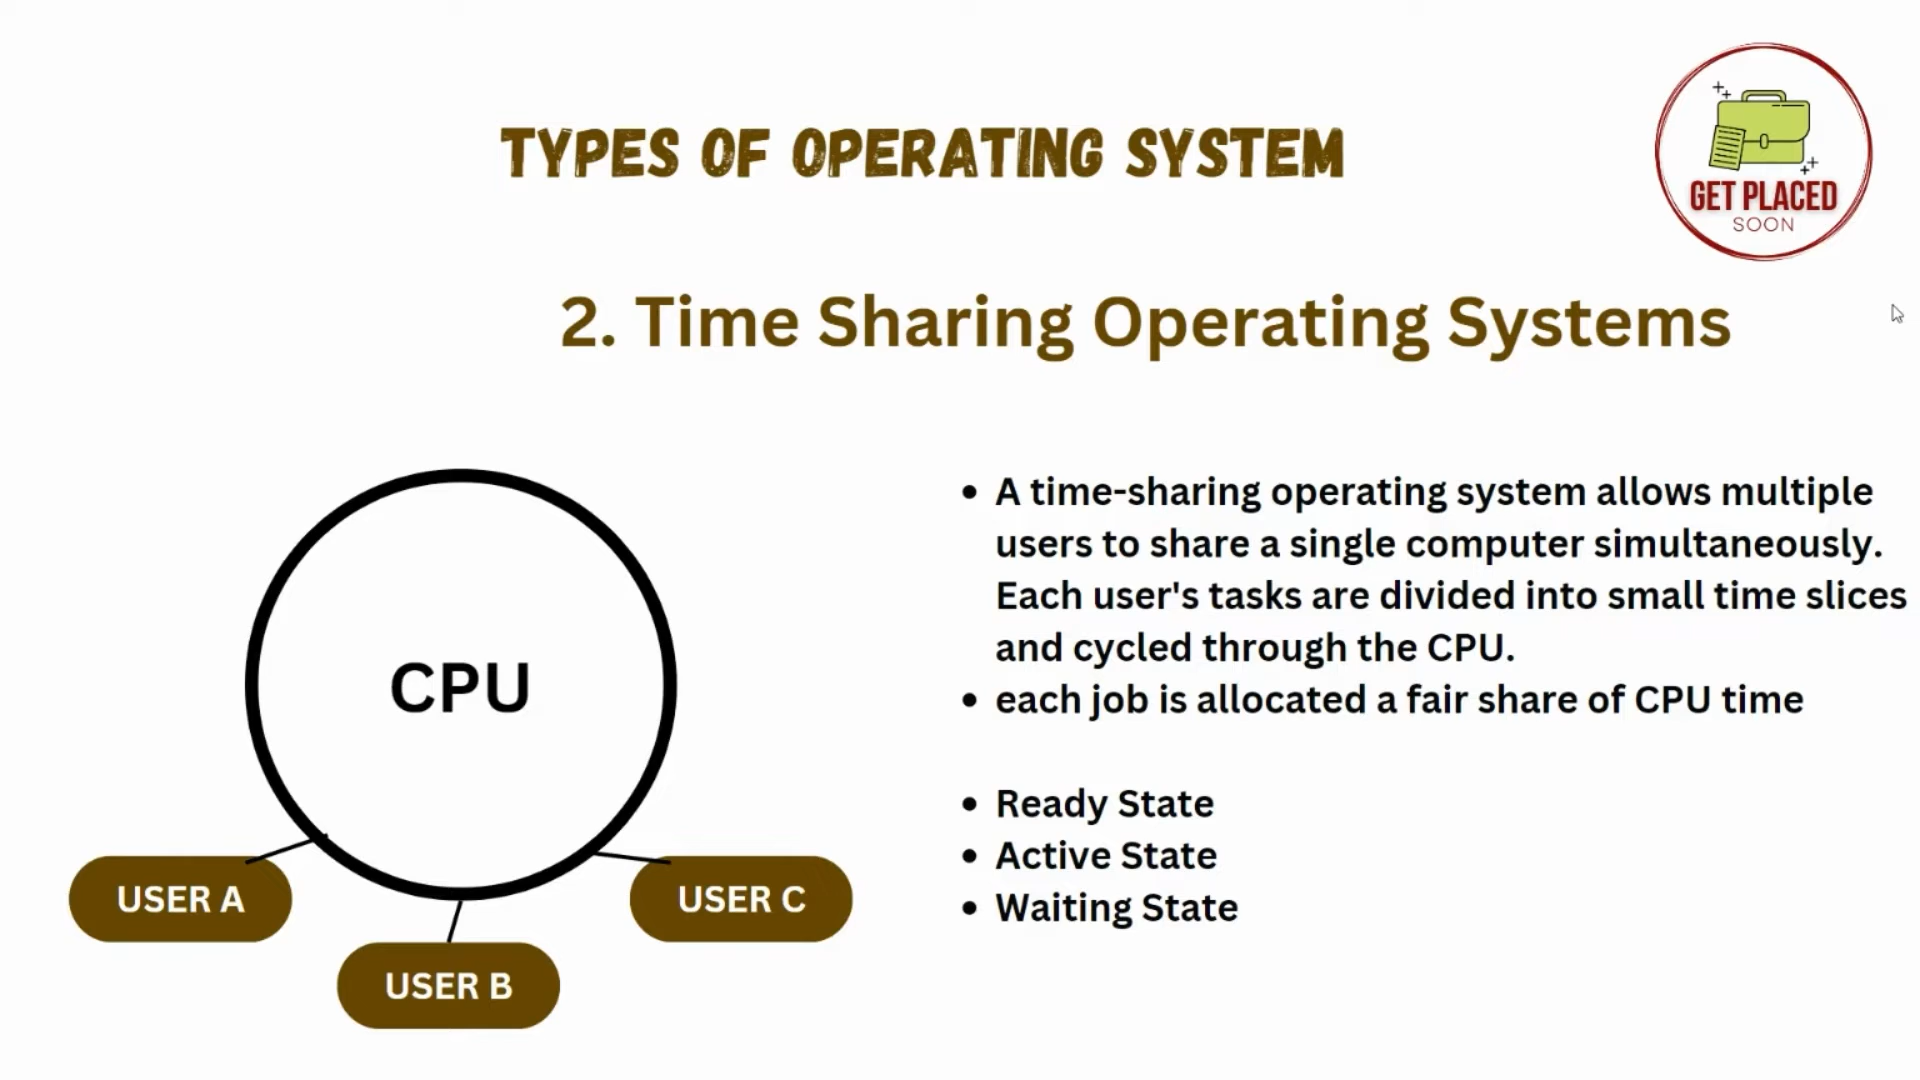 TYPES OF OPERATING SYSTEM
GET PLACED
SOON
2. Time Sharing Operating Systems
CPU
USER A
USER B
USER C
• A time-sharing operating system allows multiple
users to share a single computer simultaneously.
Each user's tasks are divided into small time slices
and cycled through the CPU.
• each job is allocated a fair share of CPU time
• Ready State
• Active State
• Waiting State